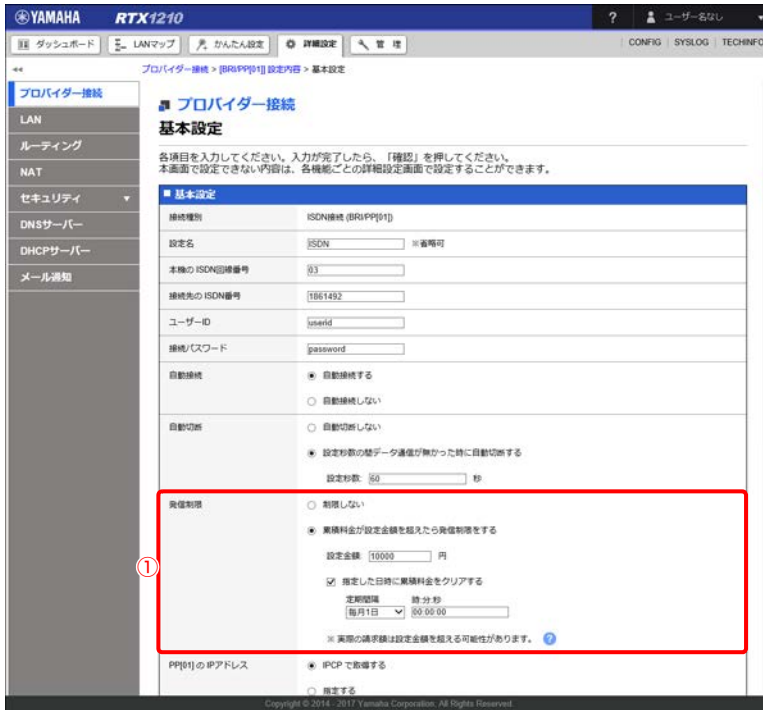 YAMAHA RTX1210 ? ユーザー名なし
ダッシュボード LANマップ かんたん設定 詳細設定 管理 CONFIG SYSLOG TECHINFO
プロバイダー接続 > [BRI/PP[01]] 設定内容 > 基本設定
プロバイダー接続
LAN
ルーティング
NAT
セキュリティ
DNSサーバー
DHCPサーバー
メール通知
プロバイダー接続
基本設定
各項目を入力してください。入力が完了したら、「確認」を押してください。
本画面で設定できない内容は、各機能ごとの詳細設定画面で設定することができます。
■ 基本設定
接続種別 ISDN接続 (BRI/PP[01])
設定名 ISDN ※省略可
本機の ISDN回線番号 03
接続先の ISDN番号 1861492
ユーザーID userid
接続パスワード password
自動接続 自動接続する
自動接続しない
自動切断 自動切断しない
設定秒数の間データ通信が無かった時に自動切断する
設定秒数: 60 秒
①
発信制限 制限しない
累積料金が設定金額を超えたら発信制限をする
設定金額: 10000 円
指定した日時に累積料金をクリアする
定期間隔 時:分:秒
毎月1日 00:00:00
※ 実際の請求額は設定金額を超える可能性があります。 ?
PP[01] の IPアドレス IPCP で取得する
指定する
Copyright © 2014 - 2017 Yamaha Corporation. All Rights Reserved.